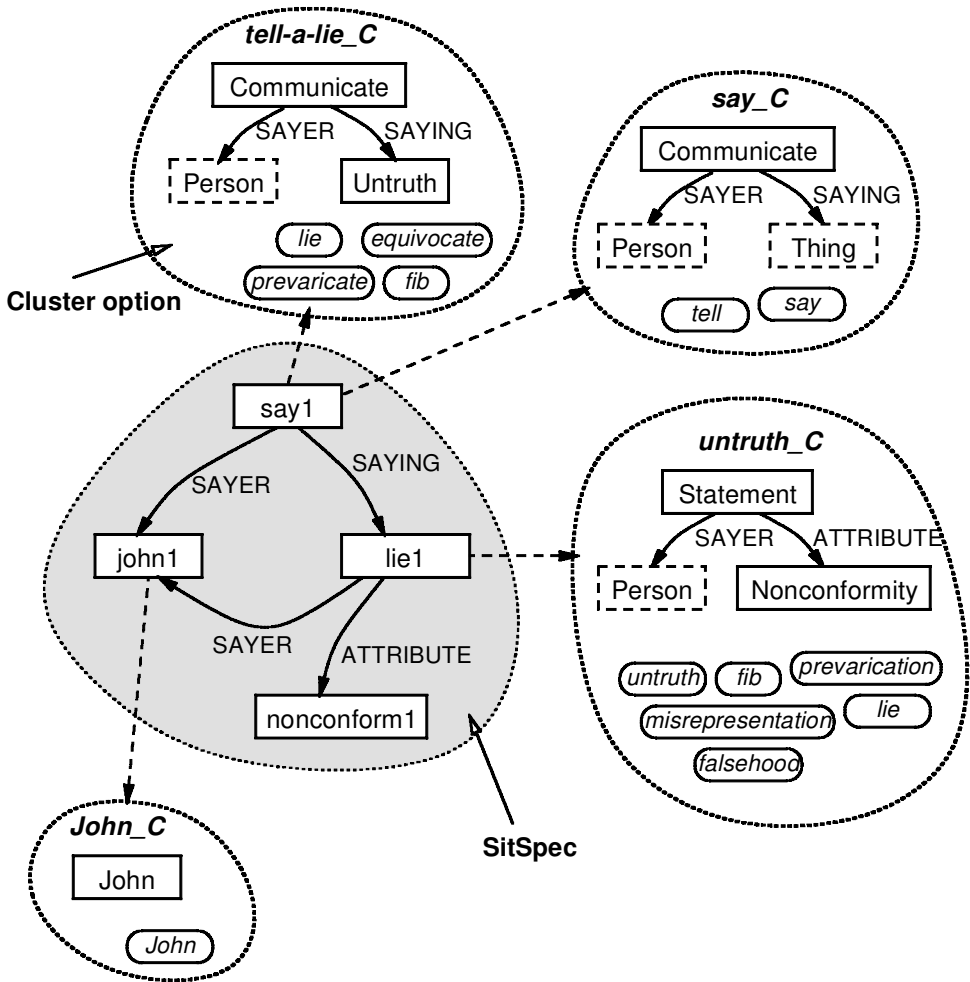 tell-a-lie_C
Communicate
SAYER SAYING
Person Untruth
lie equivocate
prevaricate fib
Cluster option
say_C
Communicate
SAYER SAYING
Person Thing
tell say
say1
SAYER SAYING
john1 lie1
SAYER ATTRIBUTE
nonconform1
SitSpec
untruth_C
Statement
SAYER ATTRIBUTE
Person Nonconformity
untruth fib prevarication
misrepresentation lie
falsehood
John_C
John
John